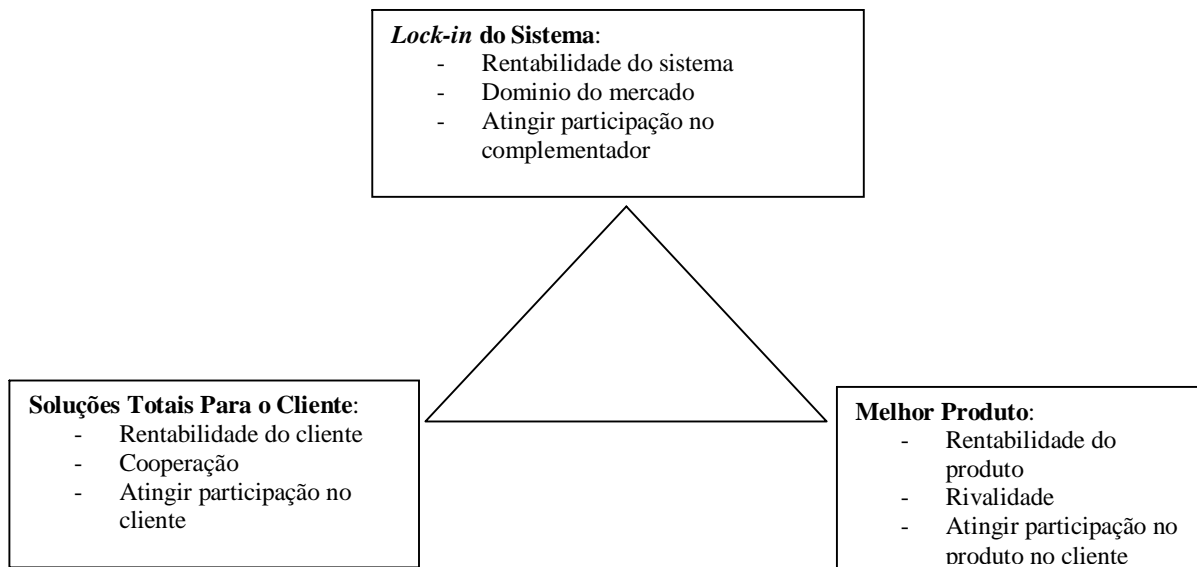 Lock-in do Sistema:
- Rentabilidade do sistema
- Dominio do mercado
- Atingir participação no
complementador
Soluções Totais Para o Cliente:
- Rentabilidade do cliente
- Cooperação
- Atingir participação no
cliente
Melhor Produto:
- Rentabilidade do
produto
- Rivalidade
- Atingir participação no
produto no cliente